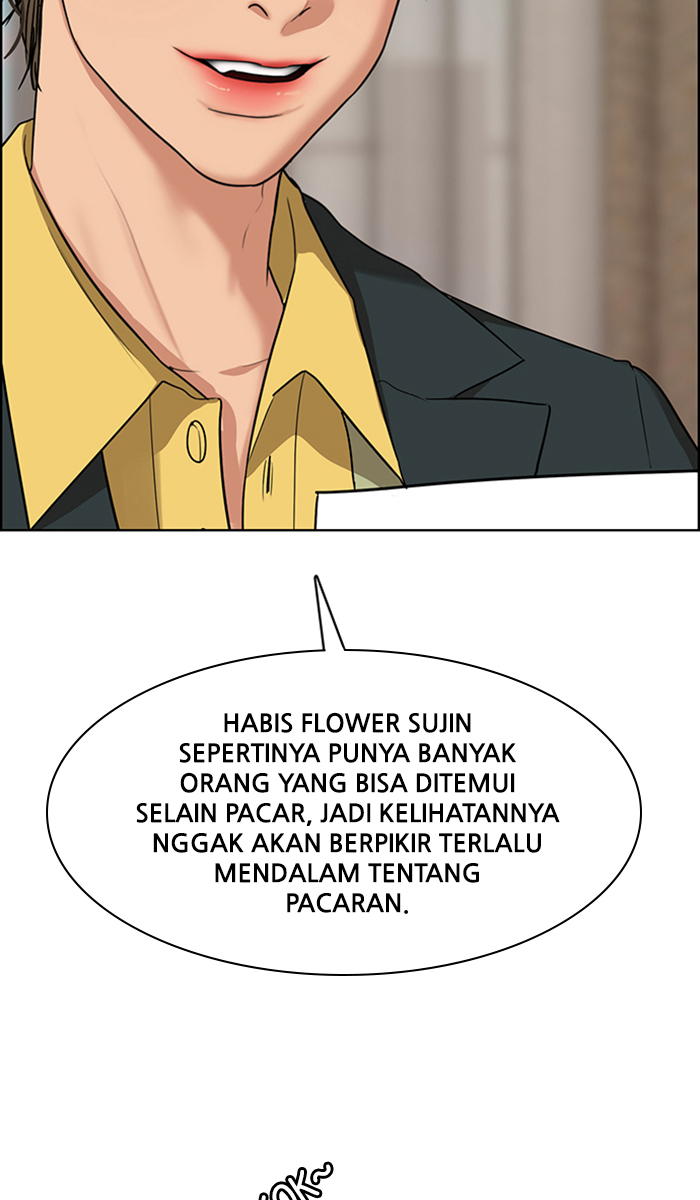 HABIS FLOWER SUJIN
SEPERTINYA PUNYA BANYAK
ORANG YANG BISA DITEMUI
SELAIN PACAR, JADI KELIHATANNYA
NGGAK AKAN BERPIKIR TERLALU
MENDALAM TENTANG
PACARAN.